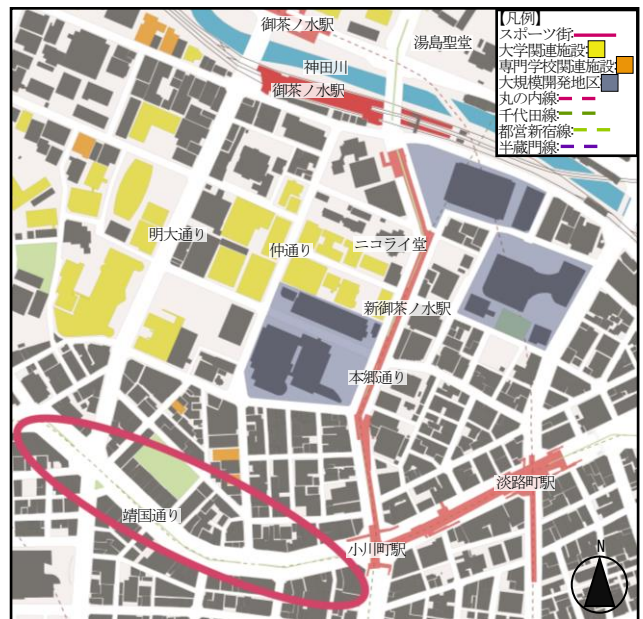 御茶ノ水駅
湯島聖堂
神田川
御茶ノ水駅
【凡例】
スポーツ街:
大学関連施設:
専門学校関連施設:
大規模開発地区:
丸の内線:
千代田線:
都営新宿線:
半蔵門線:
明大通り
仲通り
ニコライ堂
新御茶ノ水駅
本郷通り
淡路町駅
靖国通り
小川町駅
N